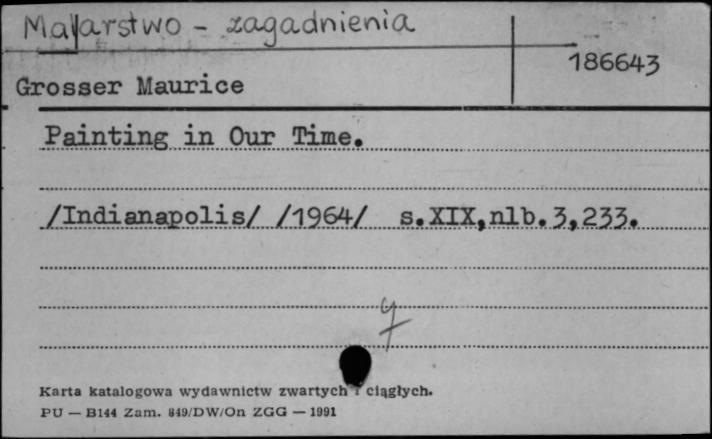 Malarstwo - zagadnienia
186643
Grosser Maurice
Painting in Our Time.
/Indianapolis/ /1964/ s.XIX,nlb.3,233.
Karta katalogowa wydawnictw zwartych i ciągłych.
PU — B144 Zam. 849/DW/On ZGG — 1991